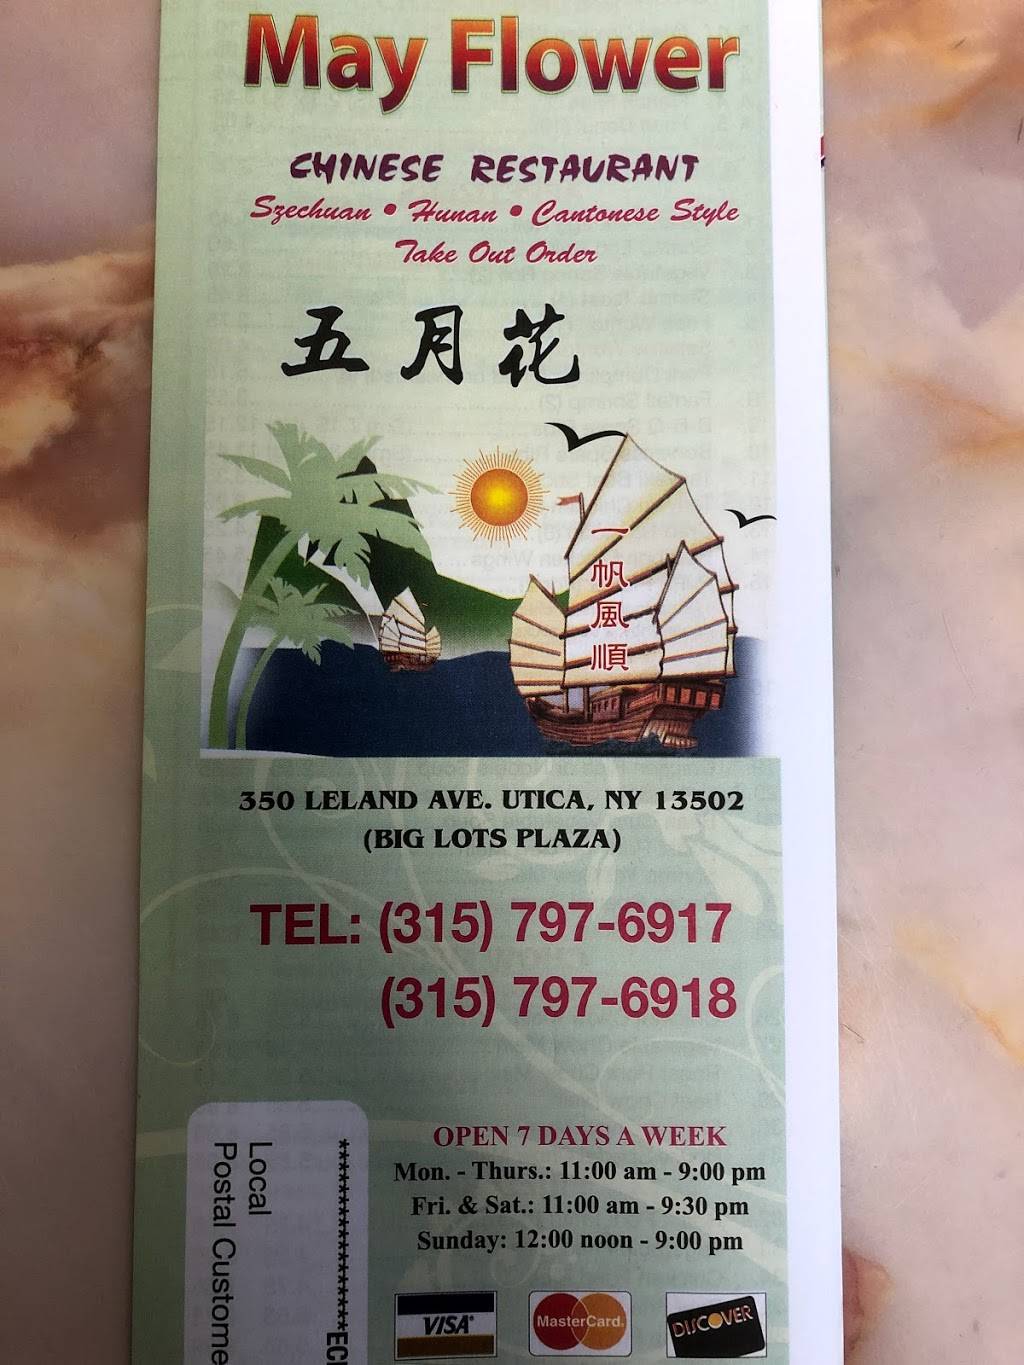 May Flower
CHINESE RESTAURANT
Szechuan • Hunan • Cantonese Style
Take Out Order
五月花
一帆風順
350 LELAND AVE. UTICA, NY 13502
(BIG LOTS PLAZA)
TEL: (315) 797-6917
(315) 797-6918
OPEN 7 DAYS A WEEK
Mon. - Thurs.: 11:00 am - 9:00 pm
Fri. & Sat.: 11:00 am - 9:30 pm
Sunday: 12:00 noon - 9:00 pm
VISA
MasterCard
DISCOVER
Local
Postal Custome